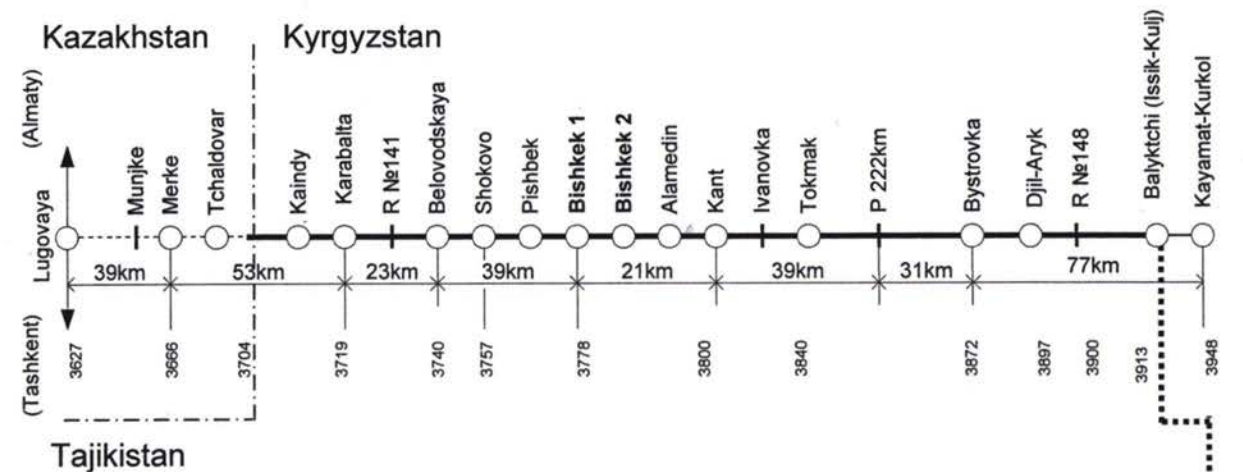 Kazakhstan
Kyrgyzstan
(Almaty)
Lugovaya
(Tashkent)
Munjke
Merke
Tchaldovar
Kaindy
Karabalta
R №141
Belovodskaya
Shokovo
Pishbek
Bishkek 1
Bishkek 2
Alamedin
Kant
Ivanovka
Tokmak
P 222km
Bystrovka
Djil-Aryk
R №148
Balyktchi (Issik-Kulj)
Kayamat-Kurkol
39km
53km
23km
39km
21km
39km
31km
77km
3627
3666
3704
3719
3740
3757
3778
3800
3840
3872
3897
3900
3913
3948
Tajikistan